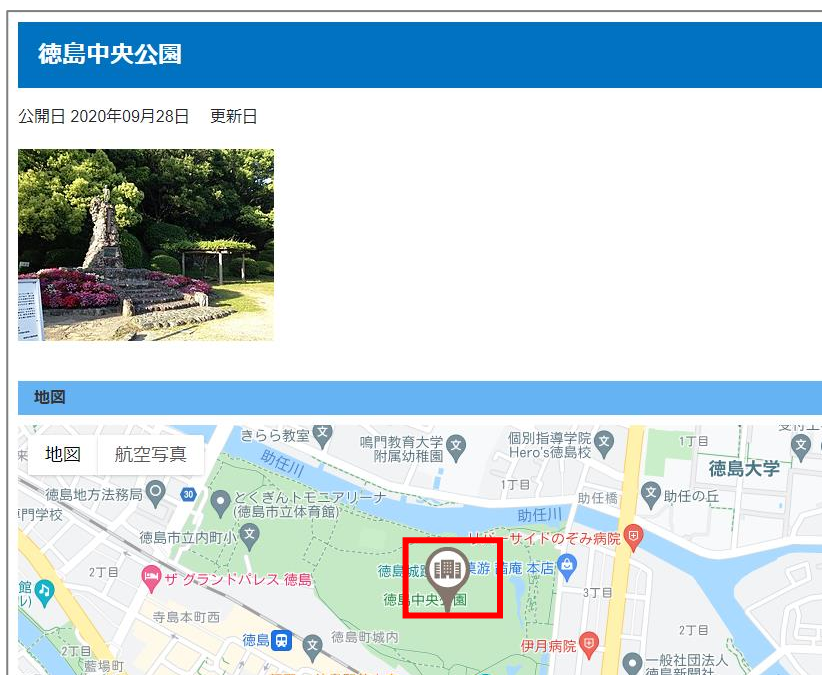 徳島中央公園
公開日 2020年09月28日 更新日
地図
地図 航空写真
きらら教室
鳴門教育大学
附属幼稚園
個別指導学院
Hero's徳島校
1丁目
徳島大学
助任川
徳島地方法務局
30
とくぎんトモニアリーナ
(徳島市立体育館)
1丁目
助任橋
助任の丘
門学校
助任川
徳島市立内町小
リバーサイドのぞみ病院
2丁目
ザ グランドパレス 徳島
徳島城
茜庵 本店
3丁目
徳島中央公園
寺島本町西
徳島
徳島町城内
伊月病院
2丁目
2丁目
藍場町
一般社団法人
徳島新聞社